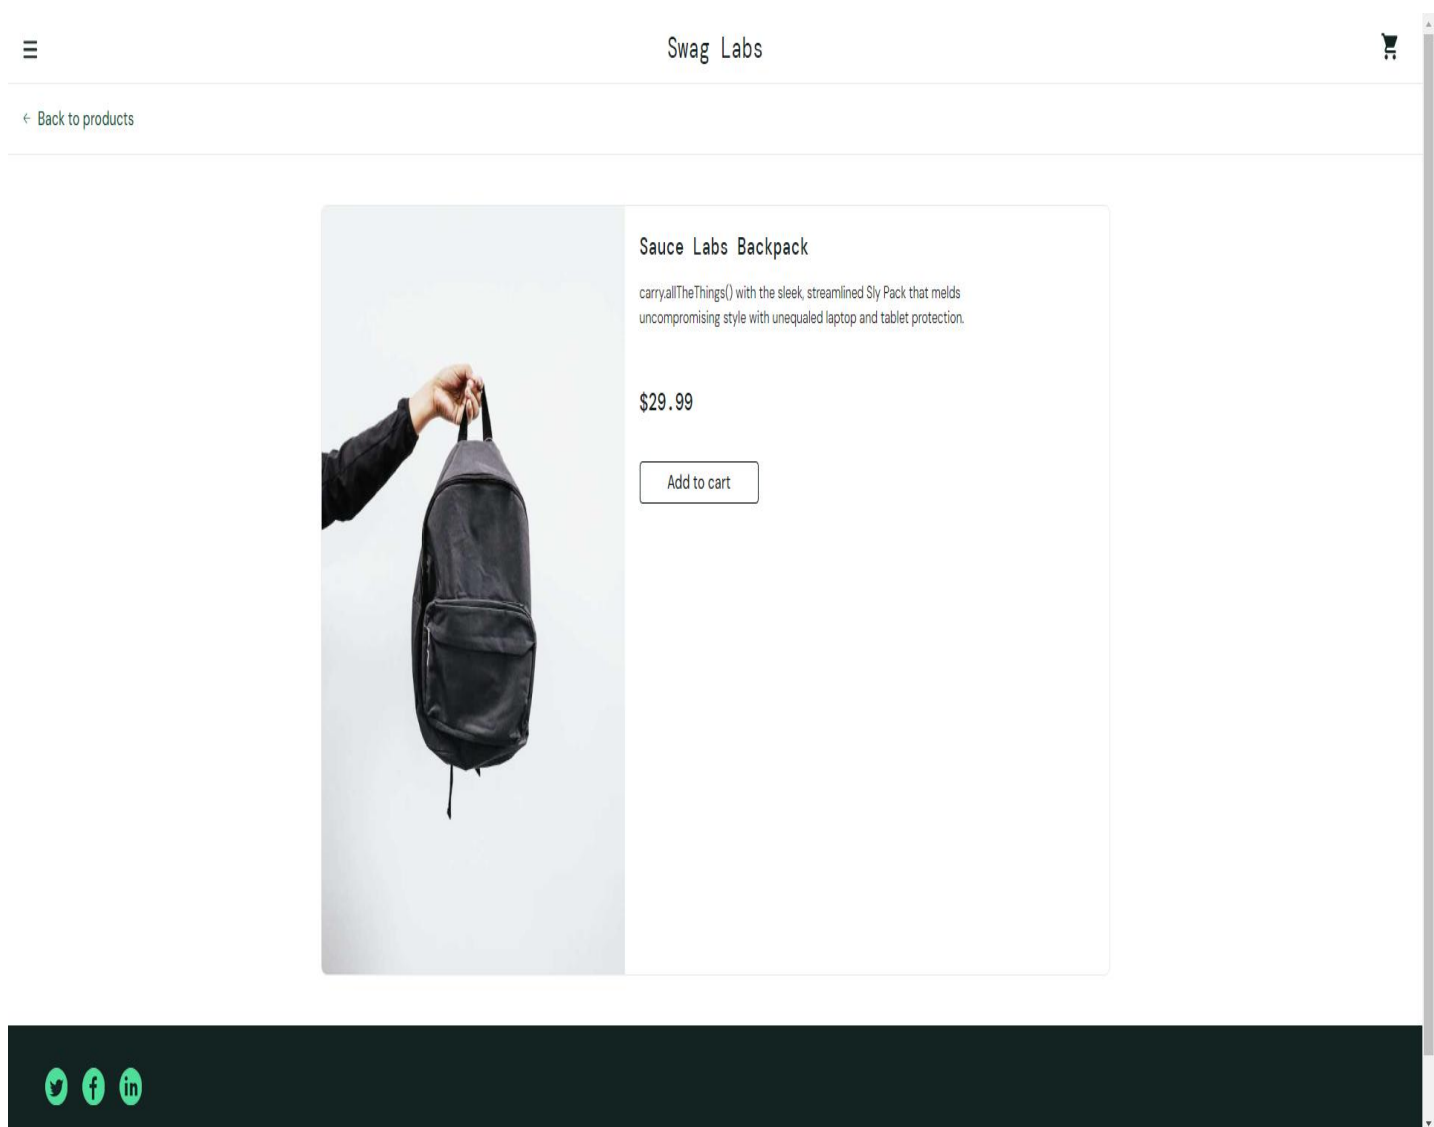 Swag Labs
← Back to products
Sauce Labs Backpack
carry.allTheThings() with the sleek, streamlined Sly Pack that melds
uncompromising style with unequaled laptop and tablet protection.
$29.99
Add to cart